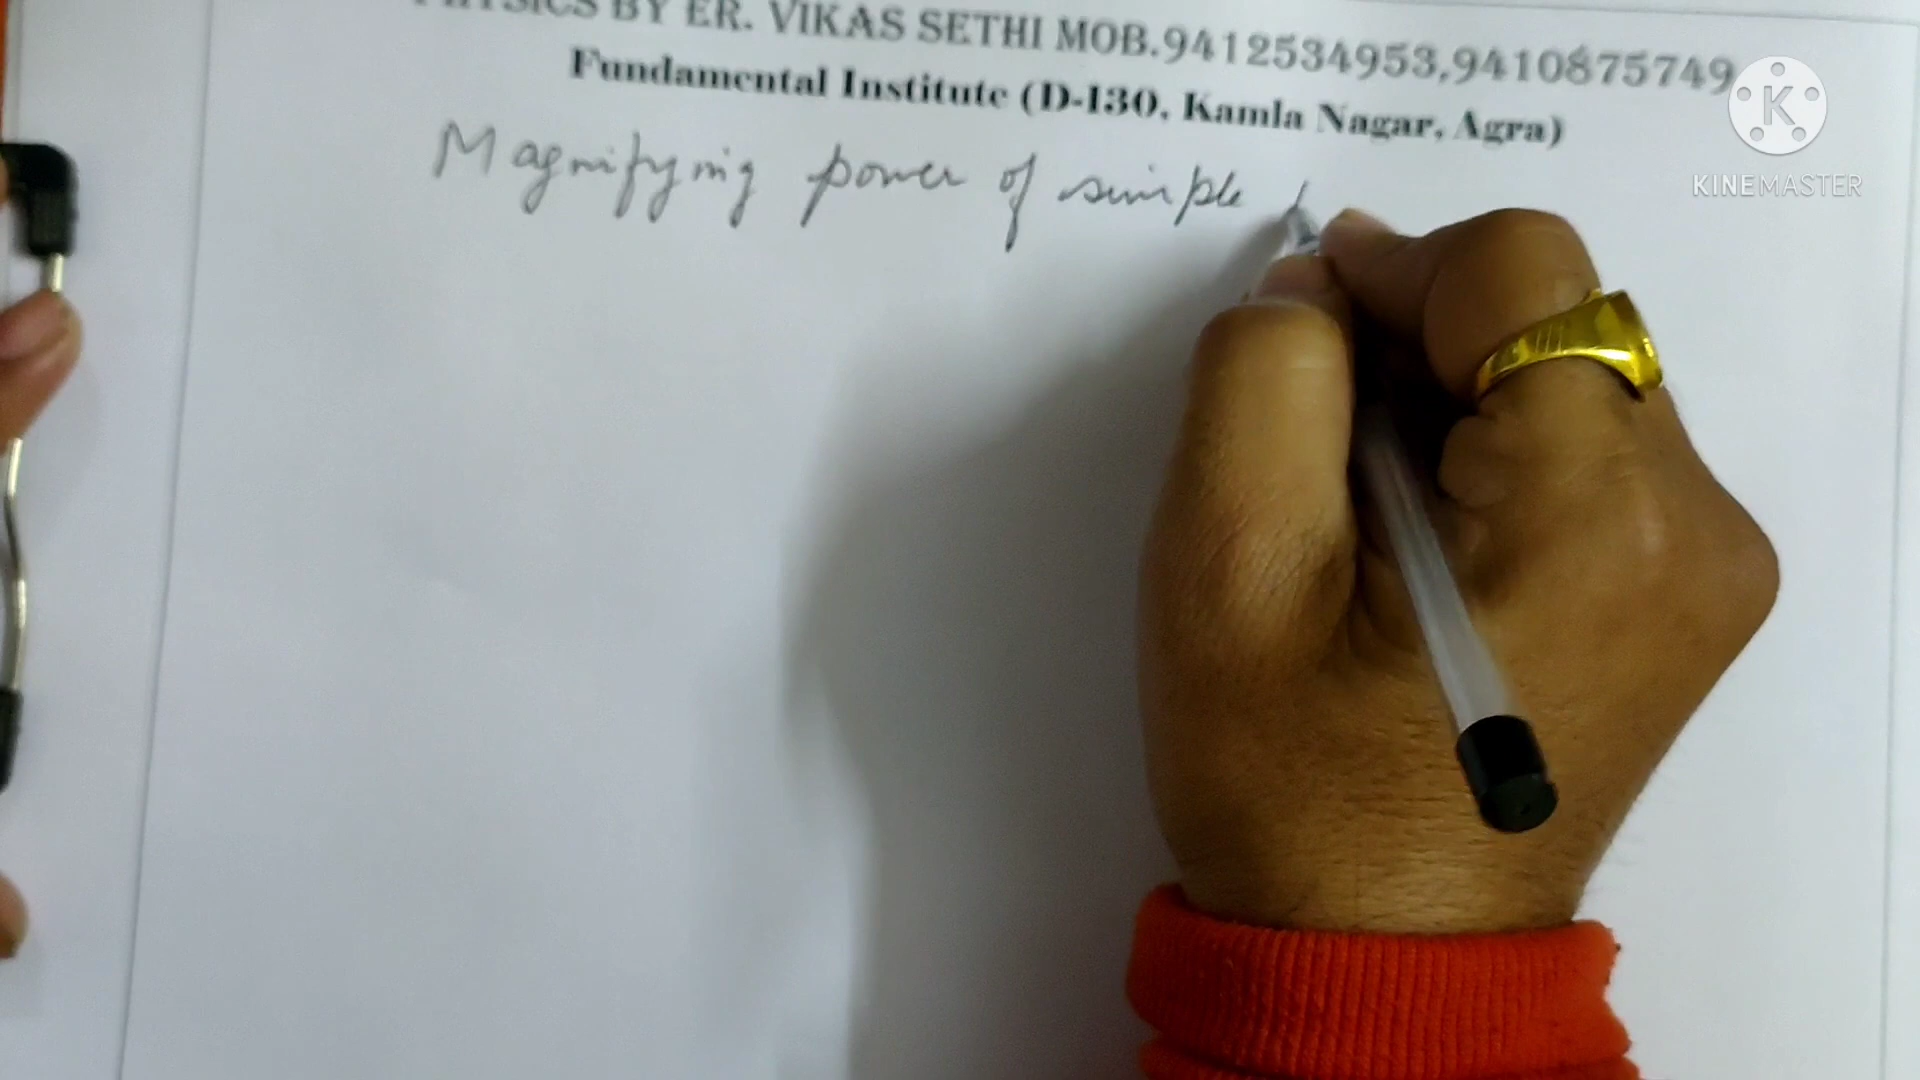 PHYSICS BY ER. VIKAS SETHI MOB.9412534953,9410875749
Fundamental Institute (D-130, Kamla Nagar, Agra)
Magnifying power of simple
K
KINEMASTER